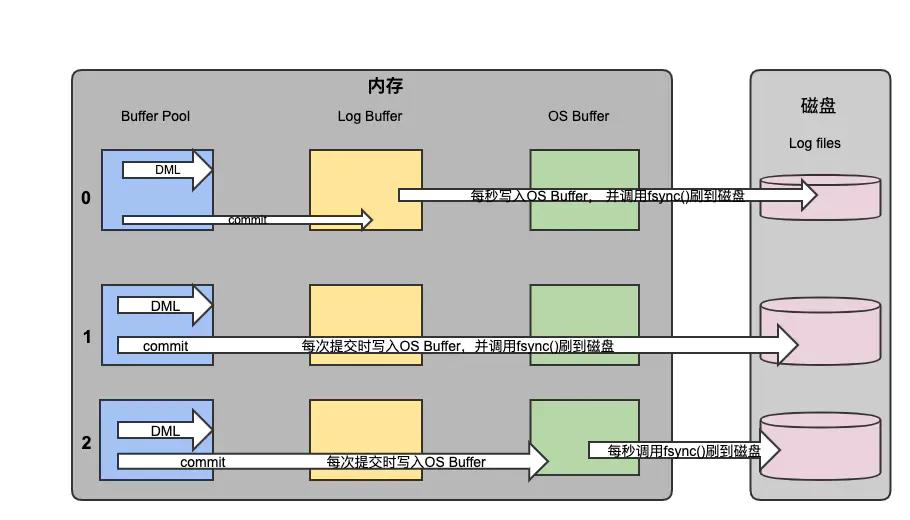 内存
磁盘
Buffer Pool
Log Buffer
OS Buffer
Log files
0
DML
每秒写入OS Buffer， 并调用fsync()刷到磁盘
commit
1
DML
commit
每次提交时写入OS Buffer，并调用fsync()刷到磁盘
2
DML
每秒调用fsync()刷到磁盘
commit
每次提交时写入OS Buffer